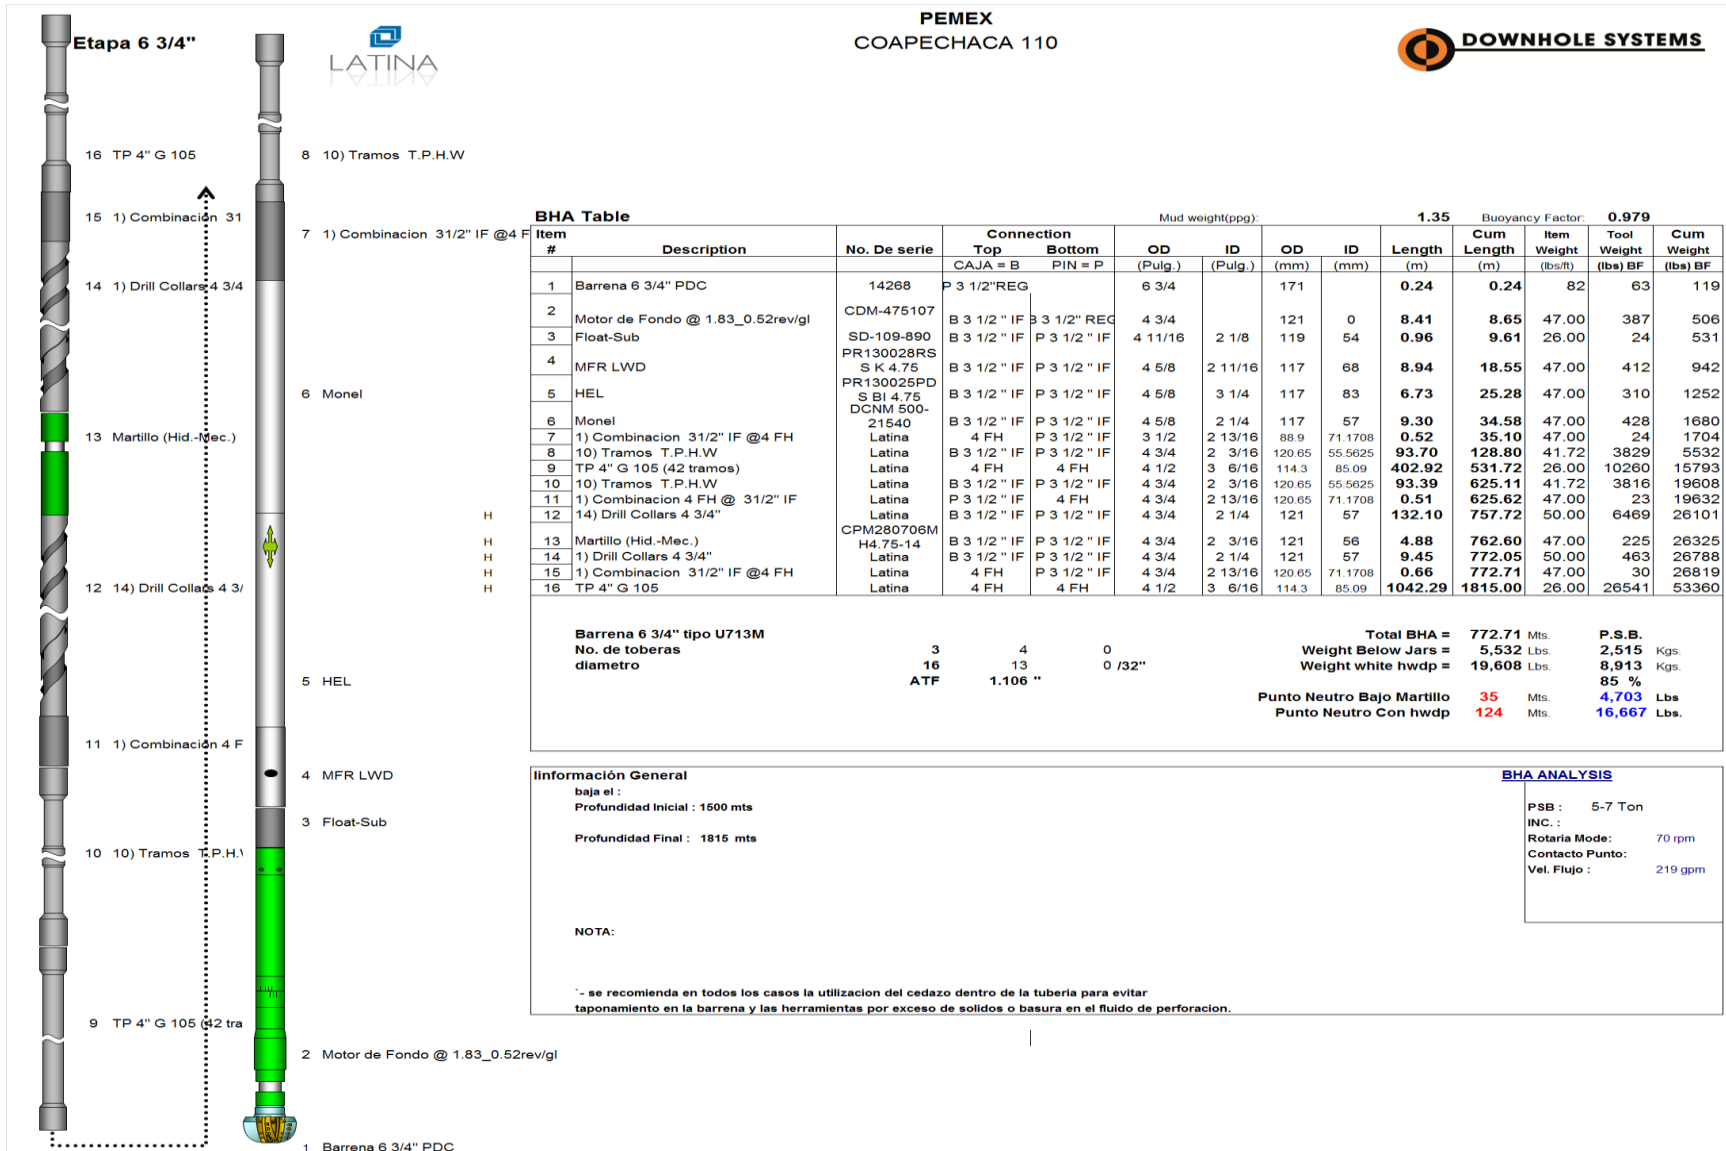 PEMEX
COAPECHACA 110
Etapa 6 3/4"
LATINA
DOWNHOLE SYSTEMS
16 TP 4" G 105
15 1) Combinacion 31
14 1) Drill Collars 4 3/4
13 Martillo (Hid.-Mec.)
12 14) Drill Collars 4 3/
11 1) Combinacion 4 F
10 10) Tramos T.P.H.\
9 TP 4" G 105 (42 tra
8 10) Tramos T.P.H.W
7 1) Combinacion 31/2" IF @4 F
6 Monel
5 HEL
4 MFR LWD
3 Float-Sub
2 Motor de Fondo @ 1.83_0.52rev/gl
1 Barrena 6 3/4" PDC
BHA Table Mud weight(ppg): 1.35 Buoyancy Factor: 0.979
Item Connection Cum Item Tool Cum
# Description No. De serie Top Bottom OD ID OD ID Length Length Weight Weight Weight
CAJA = B PIN = P (Pulg.) (Pulg.) (mm) (mm) (m) (m) (lbs/ft) (lbs) BF (lbs) BF
1 Barrena 6 3/4" PDC 14268 P 3 1/2"REG 6 3/4 171 0.24 0.24 82 63 119
2 Motor de Fondo @ 1.83_0.52rev/gl CDM-475107 B 3 1/2 " IF B 3 1/2" REG 4 3/4 121 0 8.41 8.65 47.00 387 506
3 Float-Sub SD-109-890 B 3 1/2 " IF P 3 1/2 " IF 4 11/16 2 1/8 119 54 0.96 9.61 26.00 24 531
4 MFR LWD PR130028RS S K 4.75 B 3 1/2 " IF P 3 1/2 " IF 4 5/8 2 11/16 117 68 8.94 18.55 47.00 412 942
5 HEL PR130025PD S BI 4.75 B 3 1/2 " IF P 3 1/2 " IF 4 5/8 3 1/4 117 83 6.73 25.28 47.00 310 1252
6 Monel DCNM 500-21540 B 3 1/2 " IF P 3 1/2 " IF 4 5/8 2 1/4 117 57 9.30 34.58 47.00 428 1680
7 1) Combinacion 31/2" IF @4 FH Latina 4 FH P 3 1/2 " IF 3 1/2 2 13/16 88.9 71.1708 0.52 35.10 47.00 24 1704
8 10) Tramos T.P.H.W Latina B 3 1/2 " IF P 3 1/2 " IF 4 3/4 2 3/16 120.65 55.5625 93.70 128.80 41.72 3829 5532
9 TP 4" G 105 (42 tramos) Latina 4 FH 4 FH 4 1/2 3 6/16 114.3 85.09 402.92 531.72 26.00 10260 15793
10 10) Tramos T.P.H.W Latina B 3 1/2 " IF P 3 1/2 " IF 4 3/4 2 3/16 120.65 55.5625 93.39 625.11 41.72 3816 19608
11 1) Combinacion 4 FH @ 31/2" IF Latina P 3 1/2 " IF 4 FH 4 3/4 2 13/16 120.65 71.1708 0.51 625.62 47.00 23 19632
H 12 14) Drill Collars 4 3/4" Latina B 3 1/2 " IF P 3 1/2 " IF 4 3/4 2 1/4 121 57 132.10 757.72 50.00 6469 26101
H 13 Martillo (Hid.-Mec.) CPM280706M H4.75-14 B 3 1/2 " IF P 3 1/2 " IF 4 3/4 2 3/16 121 56 4.88 762.60 47.00 225 26325
H 14 1) Drill Collars 4 3/4" Latina B 3 1/2 " IF P 3 1/2 " IF 4 3/4 2 1/4 121 57 9.45 772.05 50.00 463 26788
H 15 1) Combinacion 31/2" IF @4 FH Latina 4 FH P 3 1/2 " IF 4 3/4 2 13/16 120.65 71.1708 0.66 772.71 47.00 30 26819
H 16 TP 4" G 105 Latina 4 FH 4 FH 4 1/2 3 6/16 114.3 85.09 1042.29 1815.00 26.00 26541 53360
Barrena 6 3/4" tipo U713M Total BHA = 772.71 Mts. P.S.B.
No. de toberas 3 4 0 Weight Below Jars = 5,532 Lbs. 2,515 Kgs.
diametro 16 13 0 /32" Weight white hwdp = 19,608 Lbs. 8,913 Kgs.
ATF 1.106 " 85 %
Punto Neutro Bajo Martillo 35 Mts. 4,703 Lbs
Punto Neutro Con hwdp 124 Mts. 16,667 Lbs.
Iinformación General
baja el :
Profundidad Inicial : 1500 mts
Profundidad Final : 1815 mts
NOTA:
`- se recomienda en todos los casos la utilizacion del cedazo dentro de la tuberia para evitar
taponamiento en la barrena y las herramientas por exceso de solidos o basura en el fluido de perforacion.
BHA ANALYSIS
PSB : 5-7 Ton
INC. :
Rotaria Mode: 70 rpm
Contacto Punto:
Vel. Flujo : 219 gpm